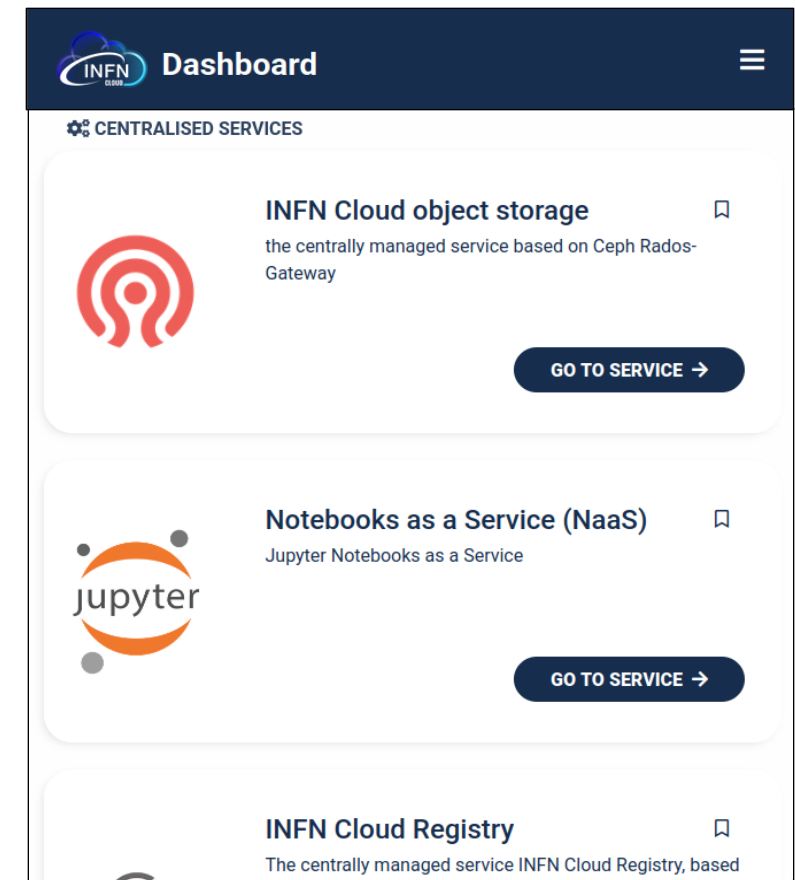 INFN
CLOUD
Dashboard
CENTRALISED SERVICES
INFN Cloud object storage
the centrally managed service based on Ceph Rados-
Gateway
GO TO SERVICE →
Notebooks as a Service (NaaS)
Jupyter Notebooks as a Service
jupyter
GO TO SERVICE →
INFN Cloud Registry
The centrally managed service INFN Cloud Registry, based